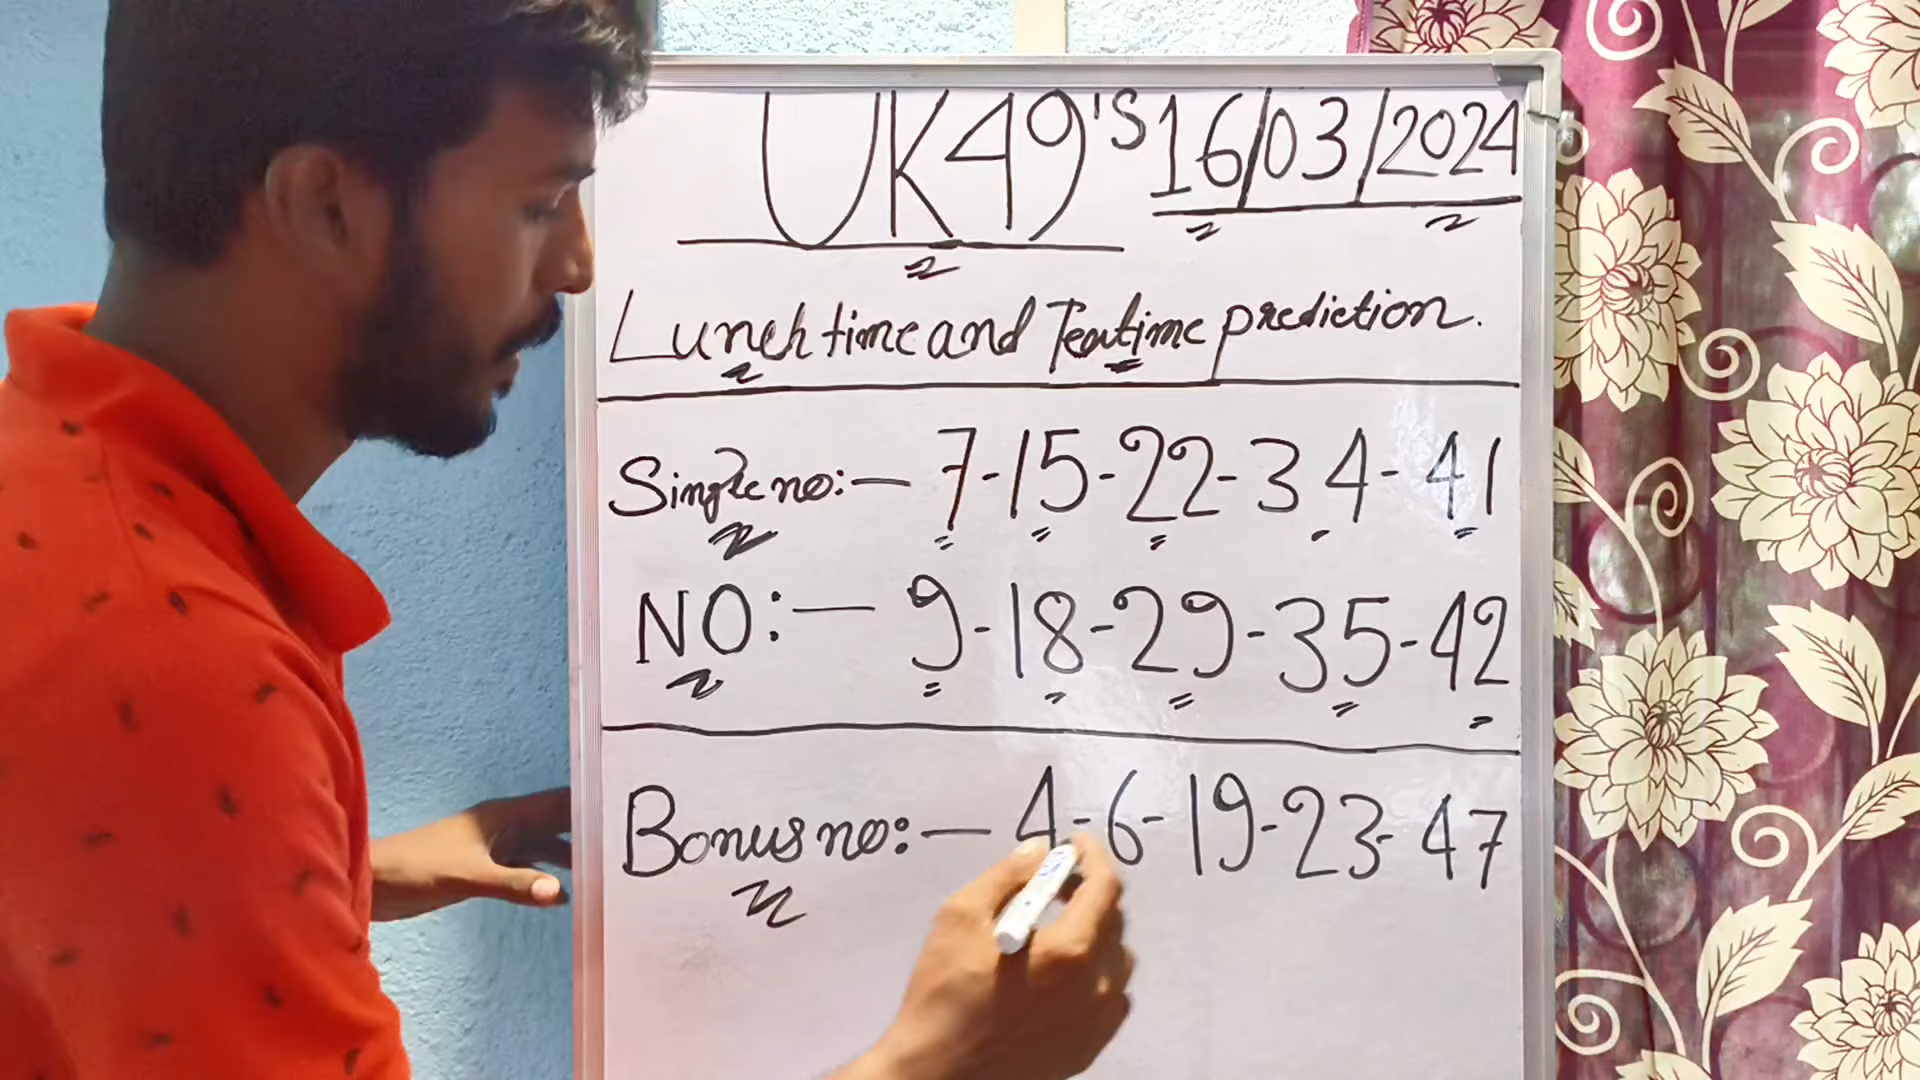 UK49's 16/03/2024
Lunch time and Teatime prediction.
Single no:— 7-15-22-34-41
NO:— 9-18-29-35-42
Bonus no:— 4-6-19-23-47